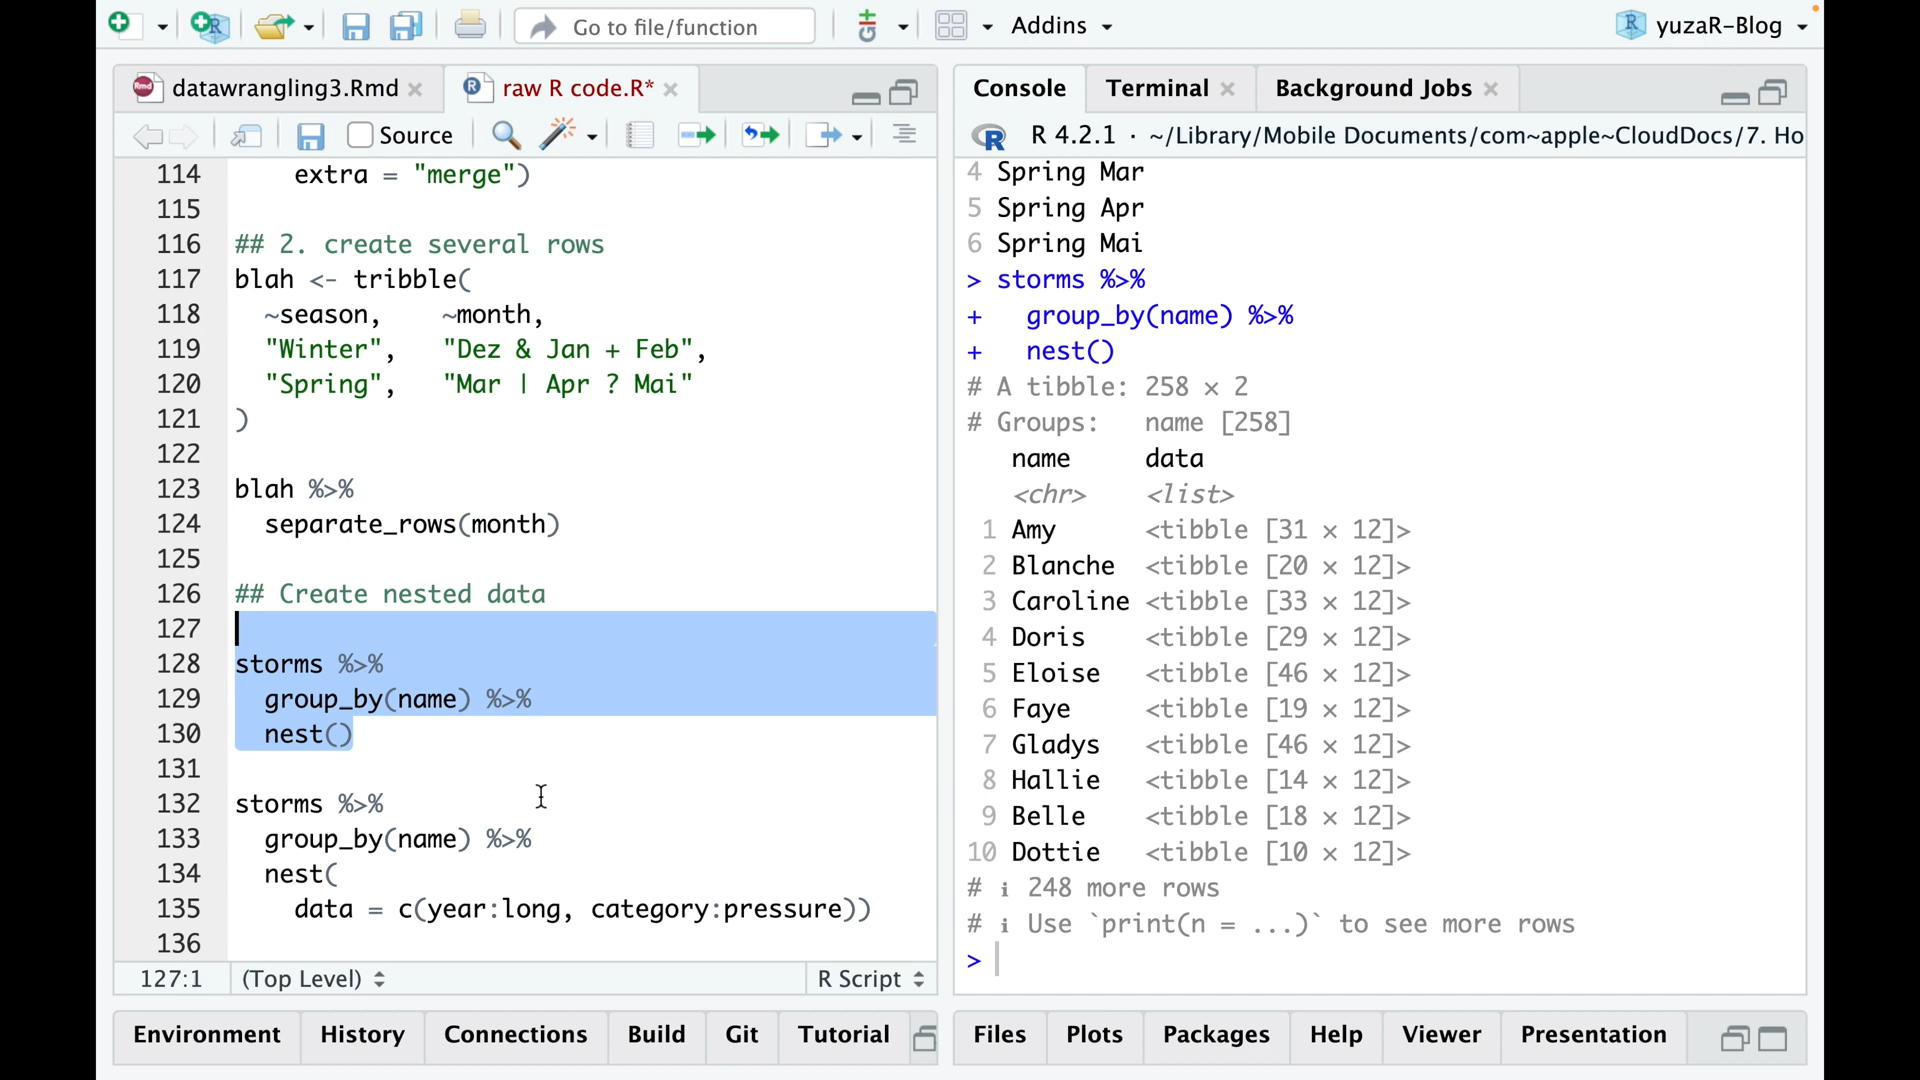 Go to file/function
Git
Addins
yuzaR-Blog
datawrangling3.Rmd
raw R code.R*
Source
114 extra = "merge")
115
116 ## 2. create several rows
117 blah <- tribble(
118 ~season, ~month,
119 "Winter", "Dez & Jan + Feb",
120 "Spring", "Mar | Apr ? Mai"
121 )
122
123 blah %>%
124 separate_rows(month)
125
126 ## Create nested data
127
128 storms %>%
129 group_by(name) %>%
130 nest()
131
132 storms %>%
133 group_by(name) %>%
134 nest(
135 data = c(year:long, category:pressure))
136
127:1 (Top Level) R Script
Environment History Connections Build Git Tutorial
Console Terminal Background Jobs
R 4.2.1 · ~/Library/Mobile Documents/com~apple~CloudDocs/7. Ho
4 Spring Mar
5 Spring Apr
6 Spring Mai
> storms %>%
+ group_by(name) %>%
+ nest()
# A tibble: 258 × 2
# Groups: name [258]
name data
<chr> <list>
1 Amy <tibble [31 × 12]>
2 Blanche <tibble [20 × 12]>
3 Caroline <tibble [33 × 12]>
4 Doris <tibble [29 × 12]>
5 Eloise <tibble [46 × 12]>
6 Faye <tibble [19 × 12]>
7 Gladys <tibble [46 × 12]>
8 Hallie <tibble [14 × 12]>
9 Belle <tibble [18 × 12]>
10 Dottie <tibble [10 × 12]>
# ℹ 248 more rows
# ℹ Use `print(n = ...)` to see more rows
>
Files Plots Packages Help Viewer Presentation